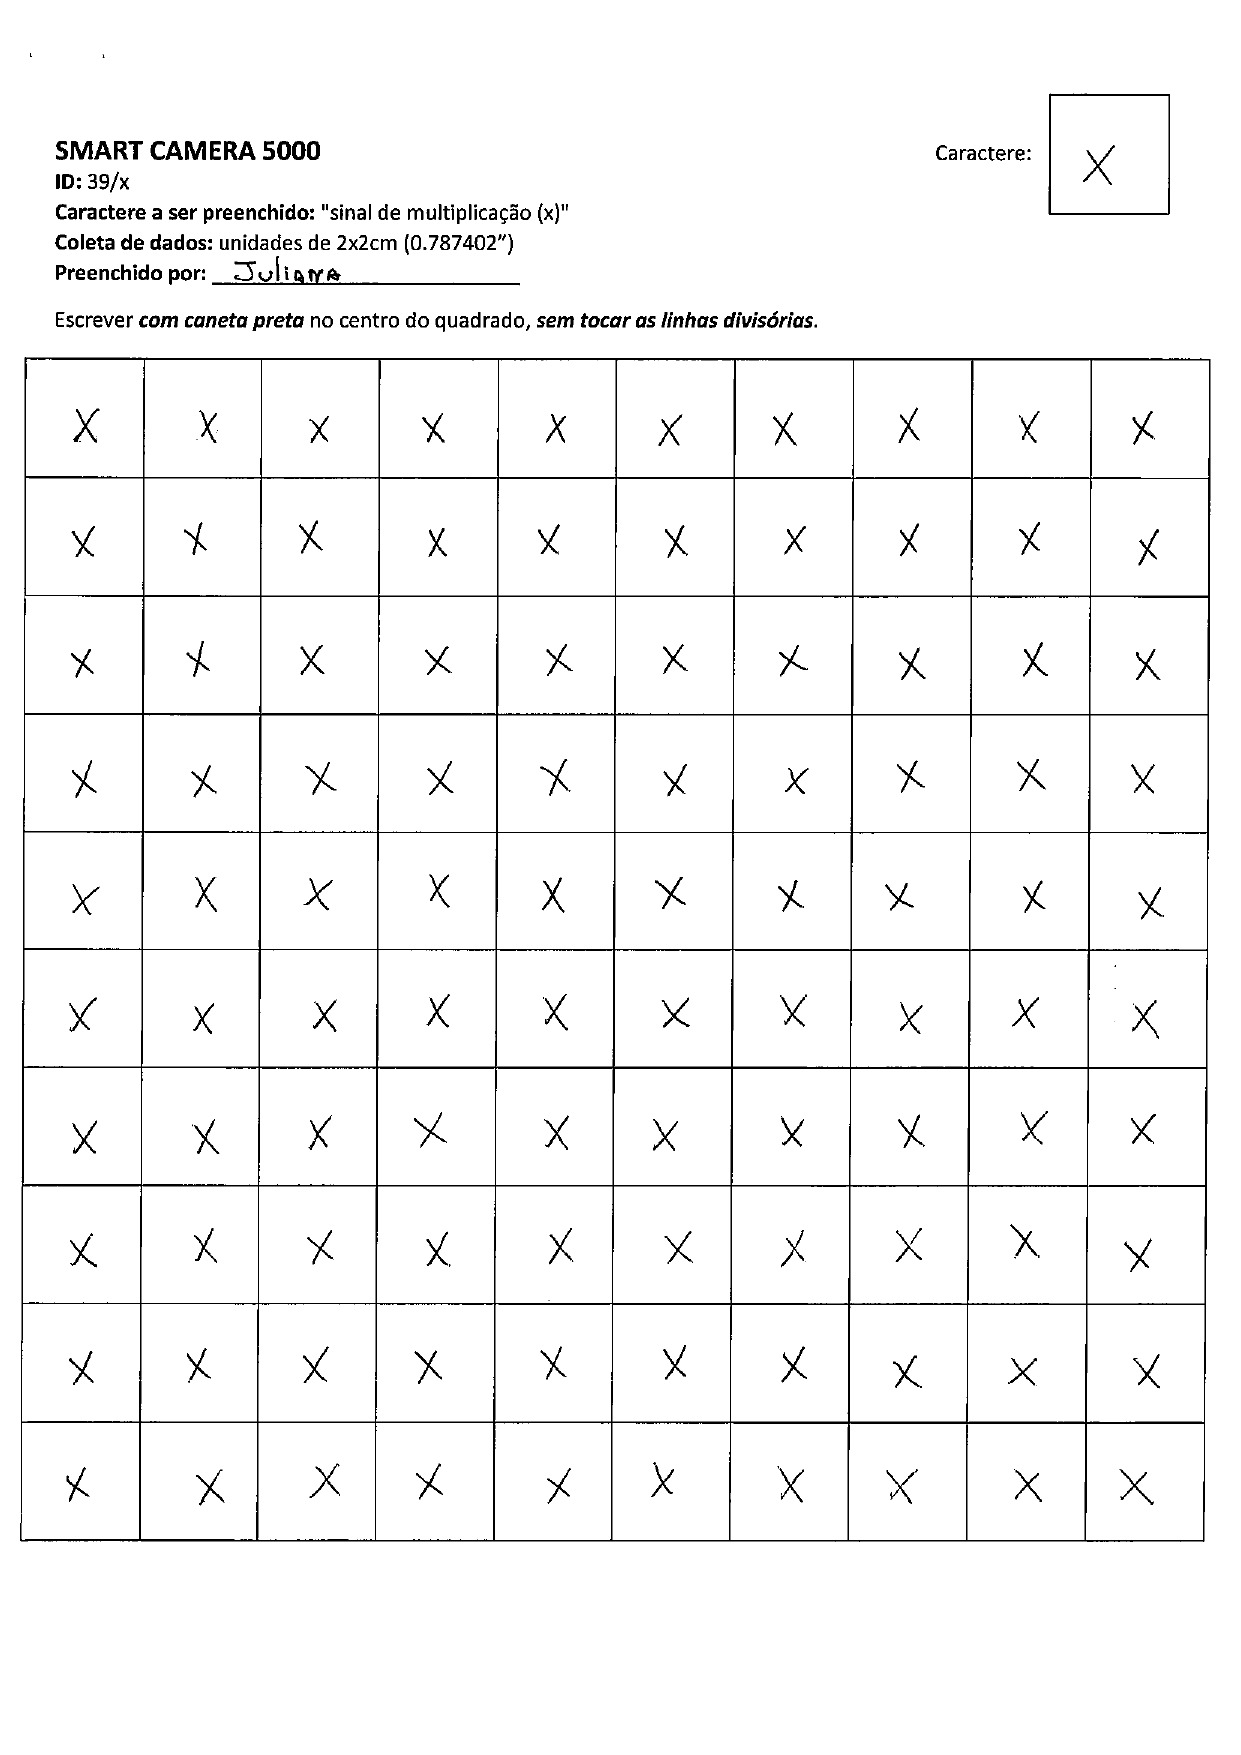 SMART CAMERA 5000
Caractere: X
ID: 39/x
Caractere a ser preenchido: "sinal de multiplicação (x)"
Coleta de dados: unidades de 2x2cm (0.787402”)
Preenchido por: Juliana
Escrever com caneta preta no centro do quadrado, sem tocar as linhas divisórias.
X X X X X X X X X X
X X X X X X X X X X
X X X X X X X X X X
X X X X X X X X X X
X X X X X X X X X X
X X X X X X X X X X
X X X X X X X X X X
X X X X X X X X X X
X X X X X X X X X X
X X X X X X X X X X